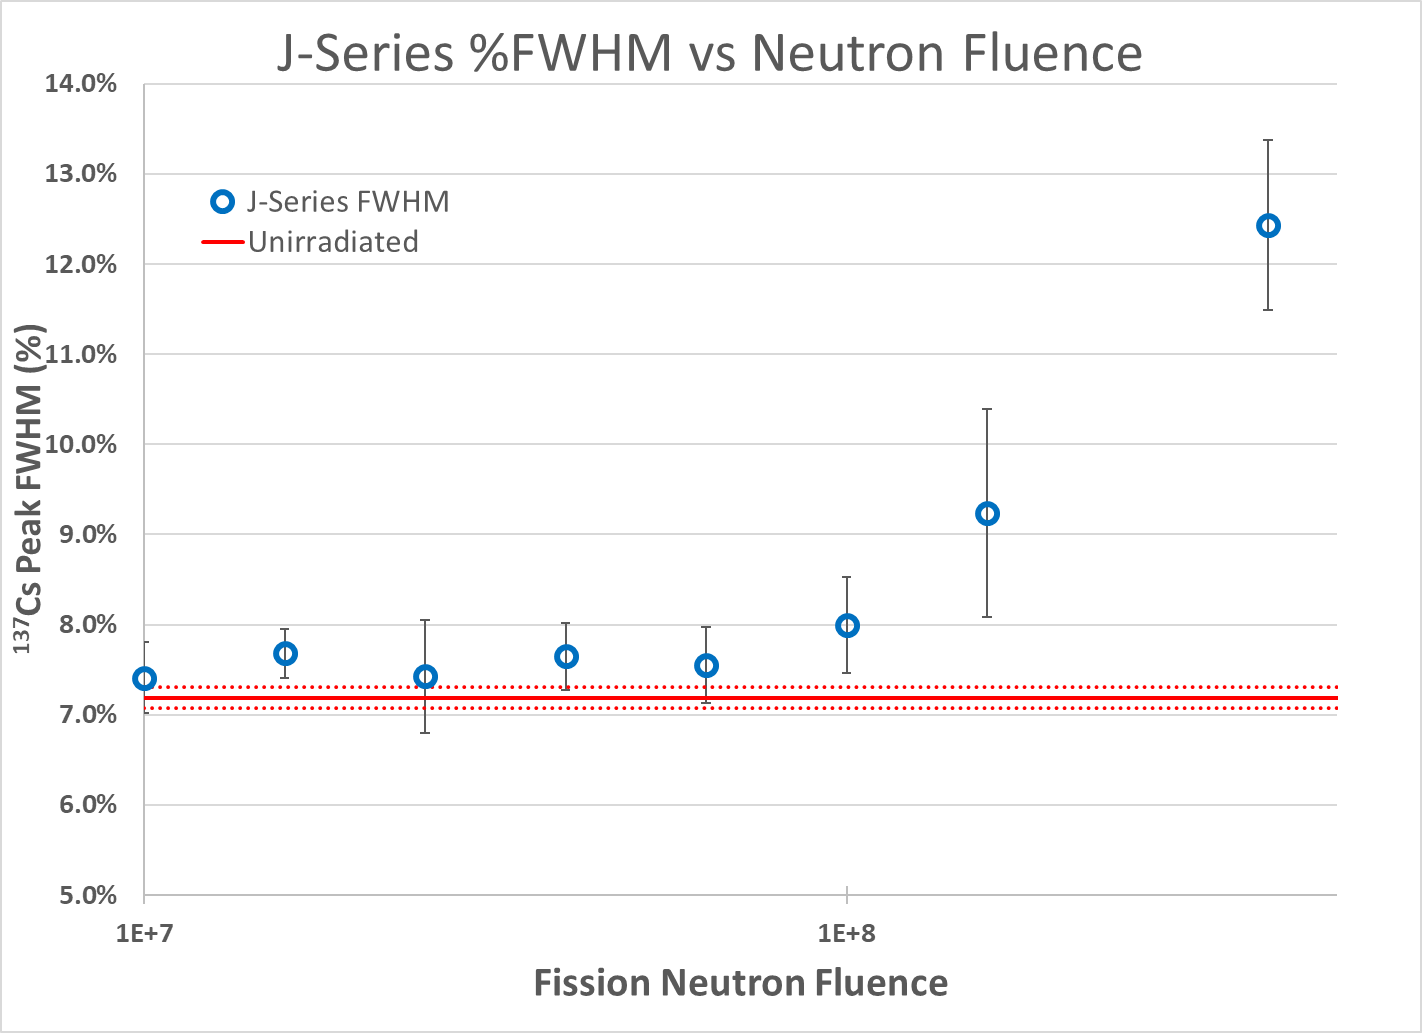 J-Series %FWHM vs Neutron Fluence
14.0%
13.0%
12.0%
11.0%
10.0%
9.0%
8.0%
7.0%
6.0%
5.0%
J-Series FWHM
Unirradiated
¹³⁷Cs Peak FWHM (%)
1E+7
1E+8
Fission Neutron Fluence